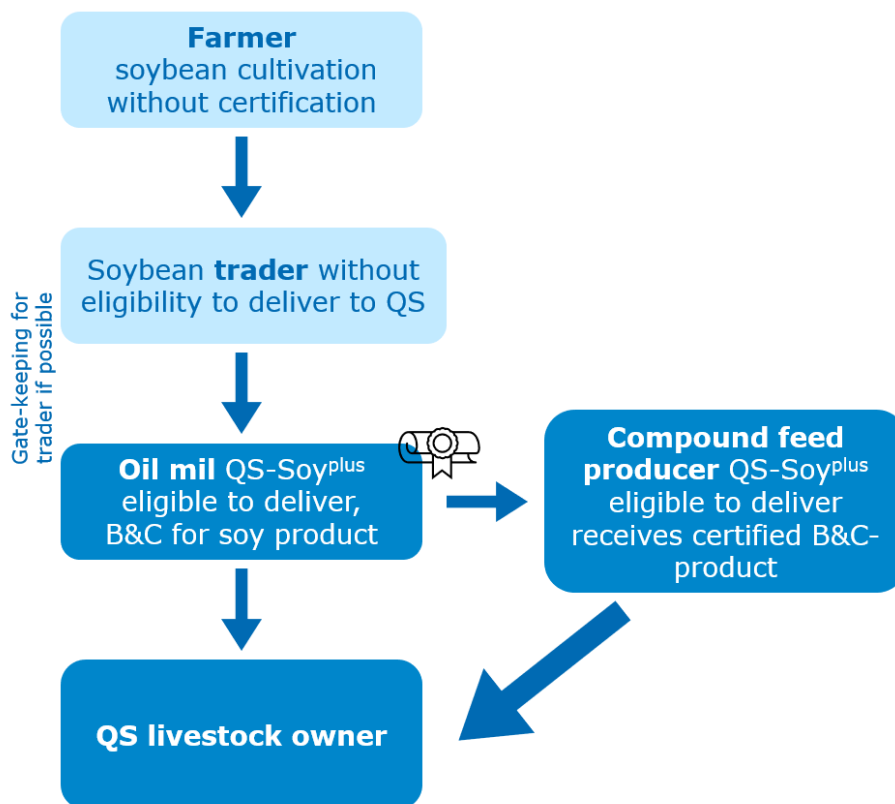 Farmer
soybean cultivation
without certification
Soybean trader without
eligibility to deliver to QS
Gate-keeping for
trader if possible
Oil mil QS-Soyplus
eligible to deliver,
B&C for soy product
Compound feed
producer QS-Soyplus
eligible to deliver
receives certified B&C-
product
QS livestock owner